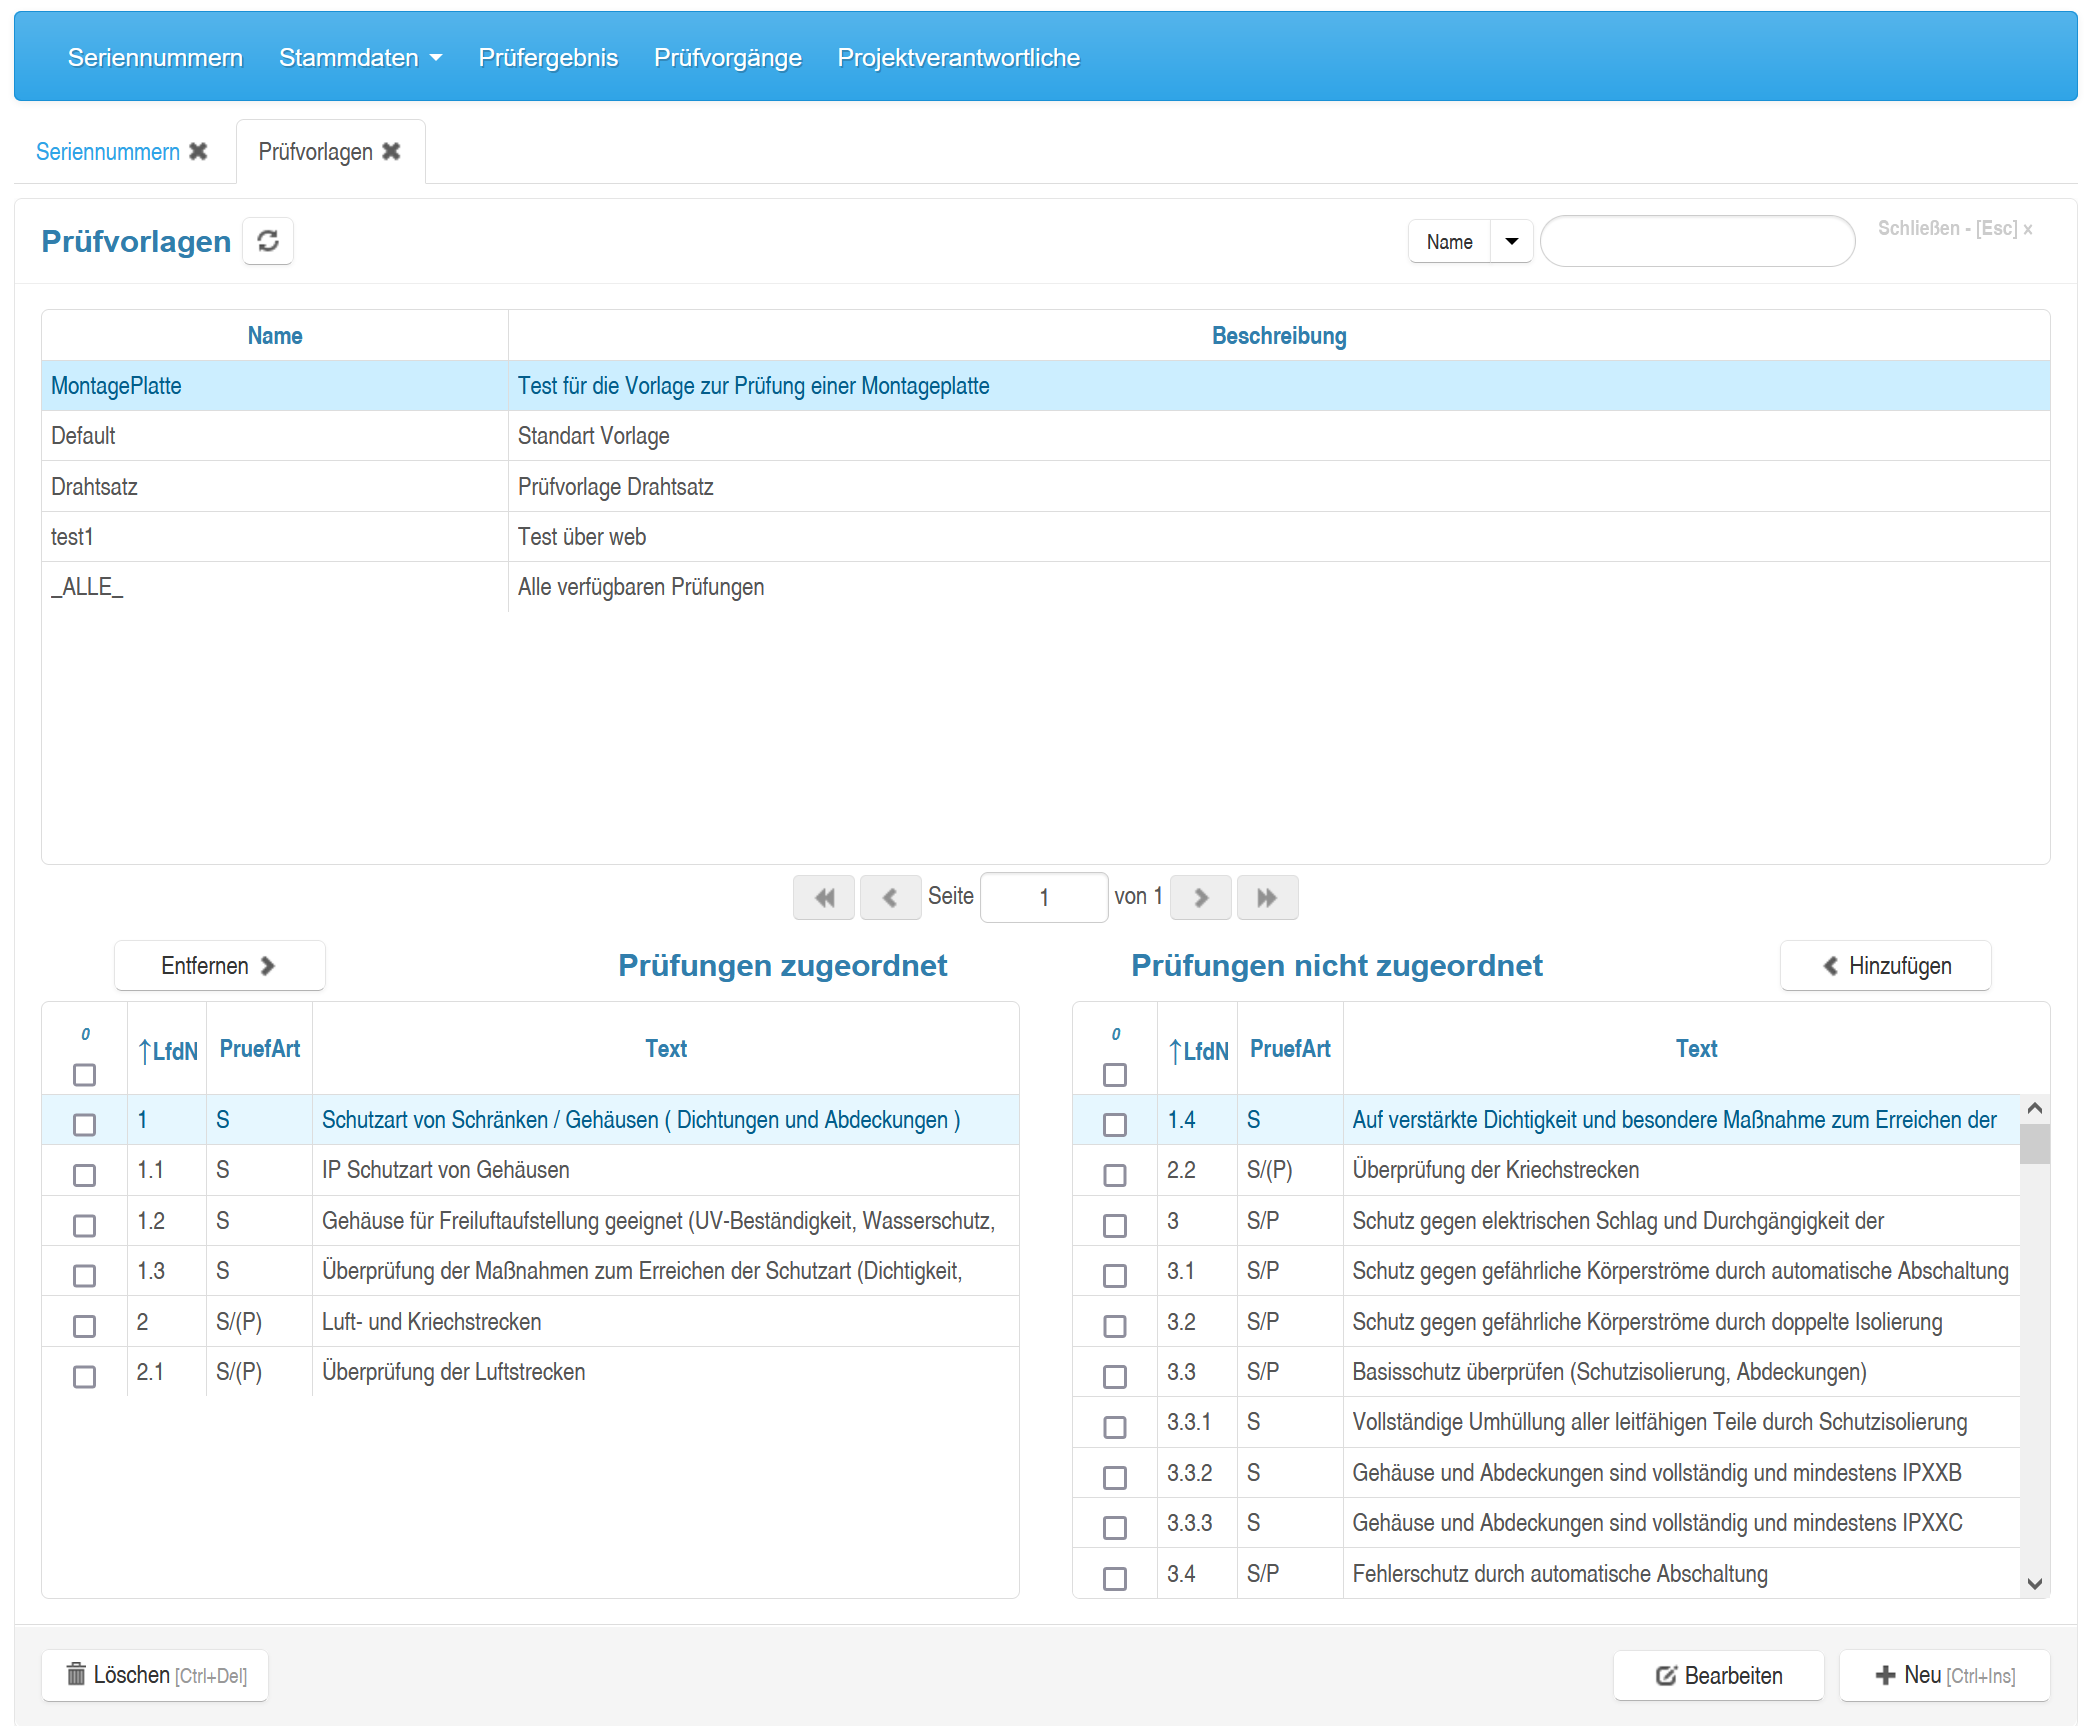 Seriennummern Stammdaten Prüfergebnis Prüfvorgänge Projektverantwortliche
Seriennummern Prüfvorlagen
Prüfvorlagen Name Schließen - [Esc] x
Name Beschreibung
MontagePlatte Test für die Vorlage zur Prüfung einer Montageplatte
Default Standart Vorlage
Drahtsatz Prüfvorlage Drahtsatz
test1 Test über web
_ALLE_ Alle verfügbaren Prüfungen
Seite 1 von 1
Entfernen Prüfungen zugeordnet
0
↑LfdN PruefArt Text
1 S Schutzart von Schränken / Gehäusen ( Dichtungen und Abdeckungen )
1.1 S IP Schutzart von Gehäusen
1.2 S Gehäuse für Freiluftaufstellung geeignet (UV-Beständigkeit, Wasserschutz,
1.3 S Überprüfung der Maßnahmen zum Erreichen der Schutzart (Dichtigkeit,
2 S/(P) Luft- und Kriechstrecken
2.1 S/(P) Überprüfung der Luftstrecken
Prüfungen nicht zugeordnet Hinzufügen
0
↑LfdN PruefArt Text
1.4 S Auf verstärkte Dichtigkeit und besondere Maßnahme zum Erreichen der
2.2 S/(P) Überprüfung der Kriechstrecken
3 S/P Schutz gegen elektrischen Schlag und Durchgängigkeit der
3.1 S/P Schutz gegen gefährliche Körperströme durch automatische Abschaltung
3.2 S/P Schutz gegen gefährliche Körperströme durch doppelte Isolierung
3.3 S/P Basisschutz überprüfen (Schutzisolierung, Abdeckungen)
3.3.1 S Vollständige Umhüllung aller leitfähigen Teile durch Schutzisolierung
3.3.2 S Gehäuse und Abdeckungen sind vollständig und mindestens IPXXB
3.3.3 S Gehäuse und Abdeckungen sind vollständig und mindestens IPXXC
3.4 S/P Fehlerschutz durch automatische Abschaltung
Löschen [Ctrl+Del] Bearbeiten Neu [Ctrl+Ins]